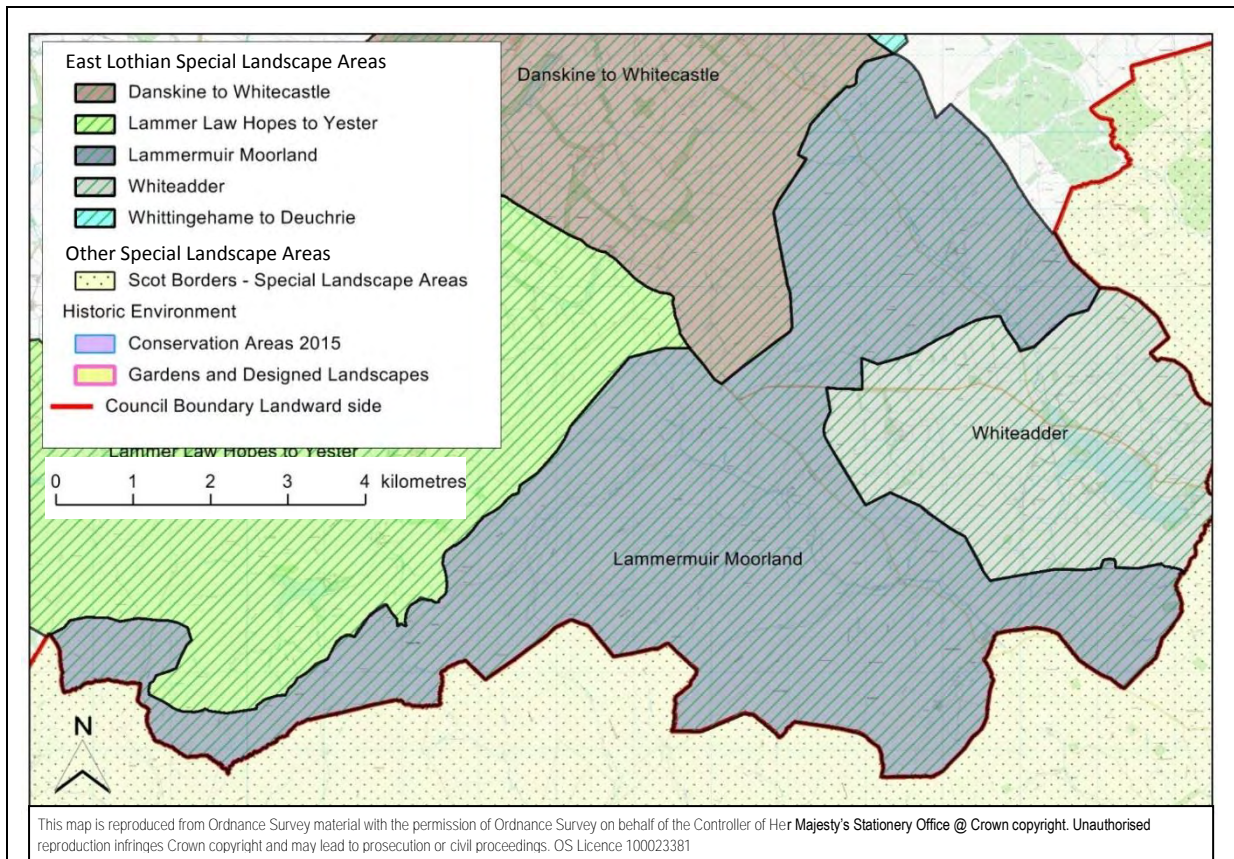 East Lothian Special Landscape Areas
Danskine to Whitecastle
Lammer Law Hopes to Yester
Lammermuir Moorland
Whiteadder
Whittingehame to Deuchrie
Other Special Landscape Areas
Scot Borders - Special Landscape Areas
Historic Environment
Conservation Areas 2015
Gardens and Designed Landscapes
Council Boundary Landward side
Danskine to Whitecastle
Lammer Law Hopes to Yester
0 1 2 3 4 kilometres
Whiteadder
Lammermuir Moorland
N
This map is reproduced from Ordnance Survey material with the permission of Ordnance Survey on behalf of the Controller of Her Majesty's Stationery Office @ Crown copyright. Unauthorised
reproduction infringes Crown copyright and may lead to prosecution or civil proceedings. OS Licence 100023381